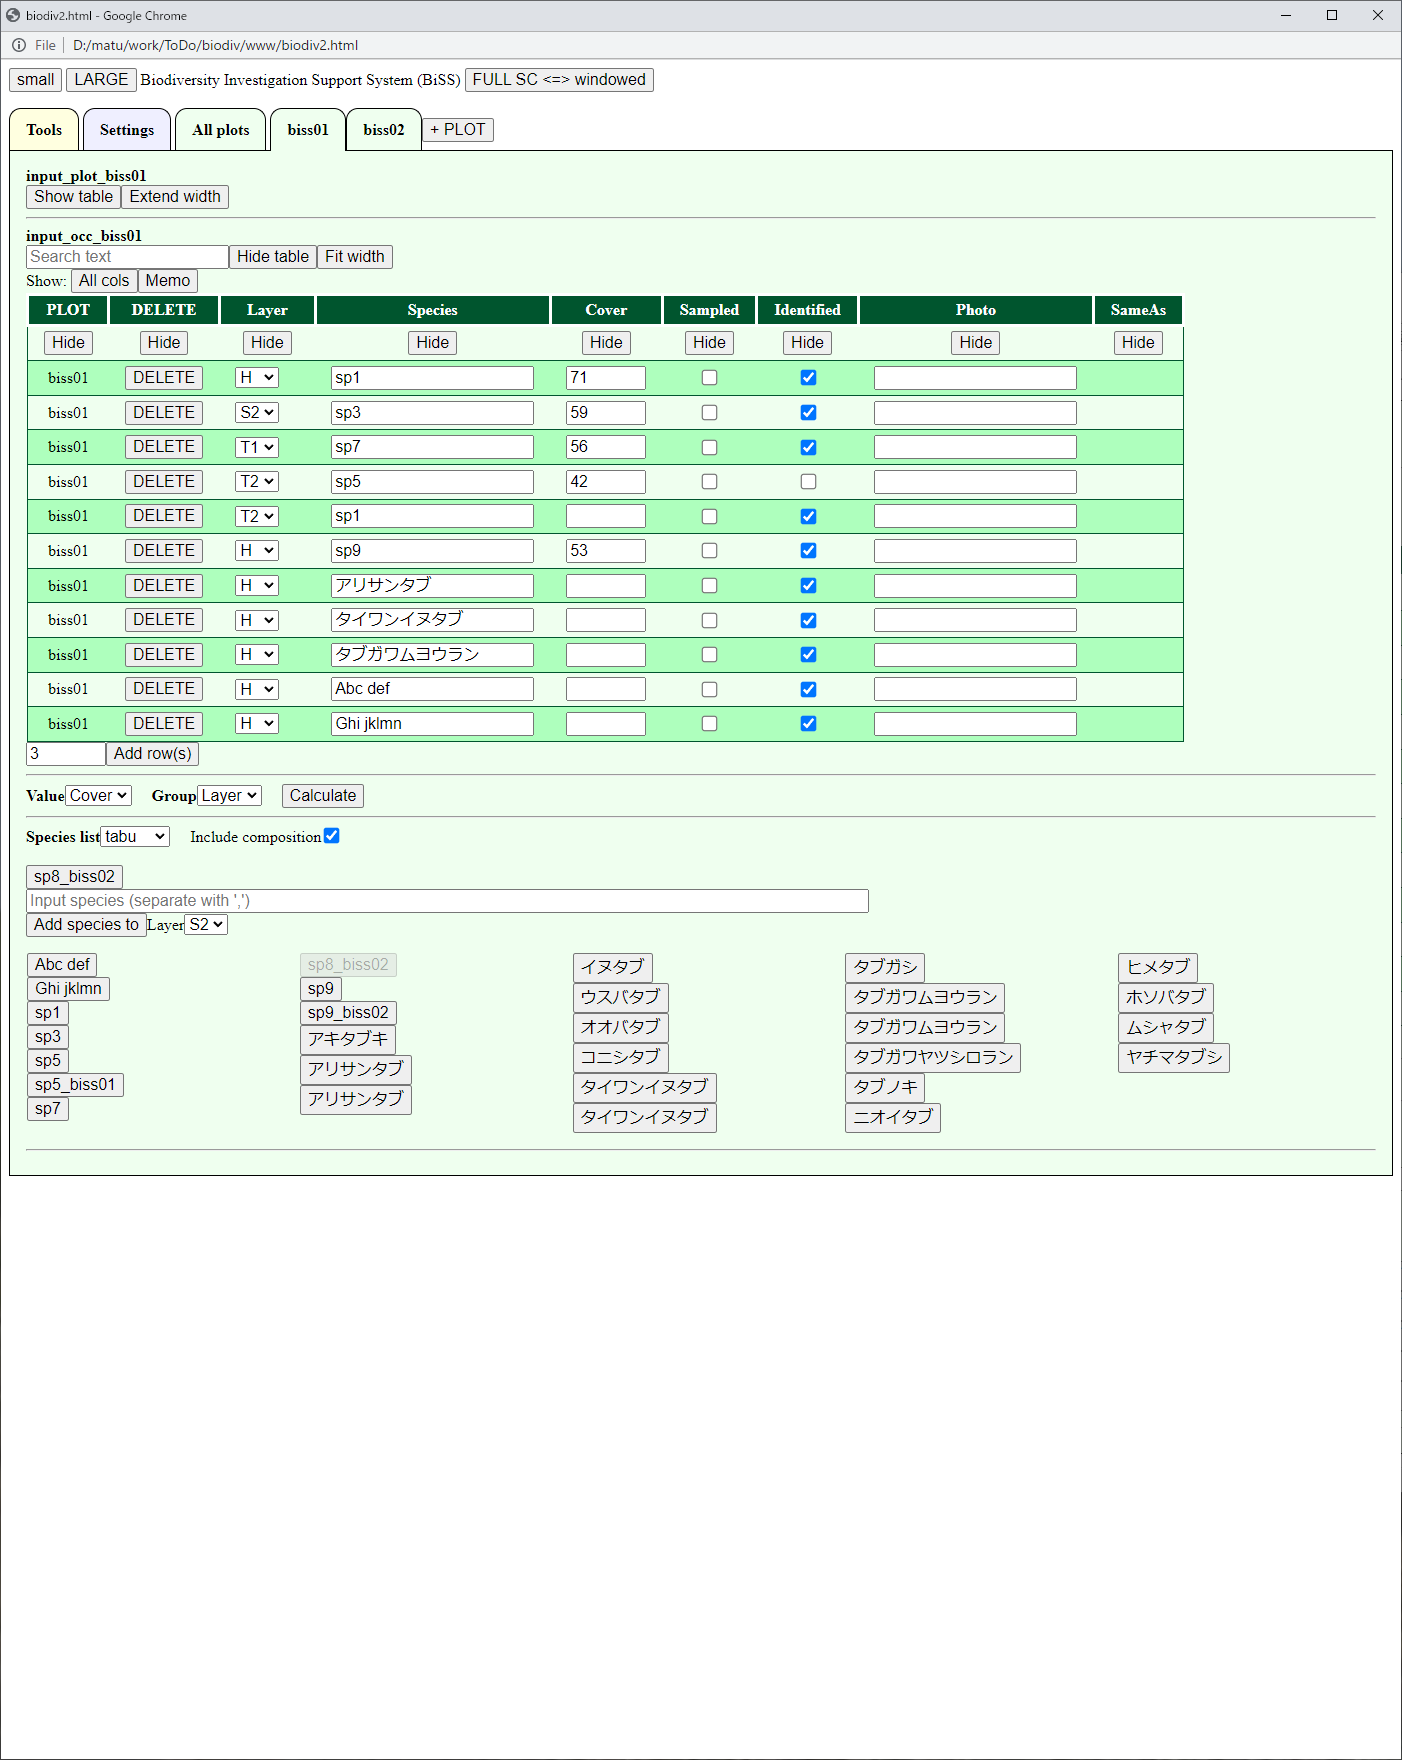 biodiv2.html - Google Chrome
File D:/matu/work/ToDo/biodiv/www/biodiv2.html
small LARGE Biodiversity Investigation Support System (BiSS) FULL SC <=> windowed
Tools Settings All plots biss01 biss02 + PLOT
input_plot_biss01
Show table Extend width
input_occ_biss01
Search text Hide table Fit width
Show: All cols Memo
PLOT DELETE Layer Species Cover Sampled Identified Photo SameAs
Hide Hide Hide Hide Hide Hide Hide Hide Hide
biss01 DELETE H sp1 71
biss01 DELETE S2 sp3 59
biss01 DELETE T1 sp7 56
biss01 DELETE T2 sp5 42
biss01 DELETE T2 sp1
biss01 DELETE H sp9 53
biss01 DELETE H アリサンタブ
biss01 DELETE H タイワンイヌタブ
biss01 DELETE H タブガワムヨウラン
biss01 DELETE H Abc def
biss01 DELETE H Ghi jklmn
3 Add row(s)
Value Cover Group Layer Calculate
Species list tabu Include composition
sp8_biss02
Input species (separate with ',')
Add species to Layer S2
Abc def
Ghi jklmn
sp1
sp3
sp5
sp5_biss01
sp7
sp8_biss02
sp9
sp9_biss02
アキタブキ
アリサンタブ
アリサンタブ
イヌタブ
ウスバタブ
オオバタブ
コニシタブ
タイワンイヌタブ
タイワンイヌタブ
タブガシ
タブガワムヨウラン
タブガワムヨウラン
タブガワヤツシロラン
タブノキ
ニオイタブ
ヒメタブ
ホソバタブ
ムシャタブ
ヤチマタブシ